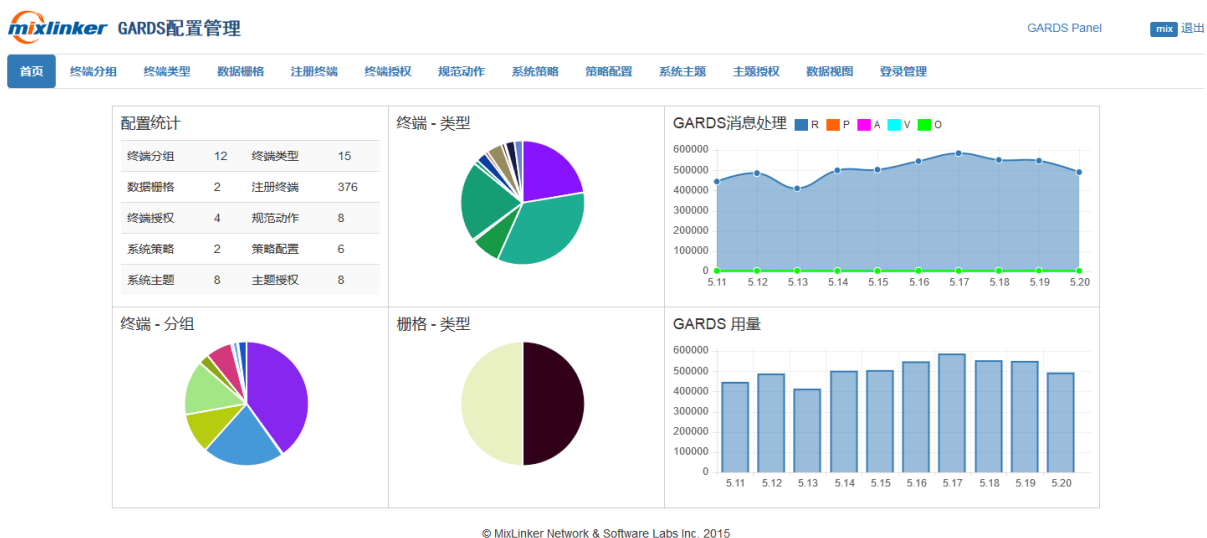 mixlinker GARDS配置管理 GARDS Panel mix 退出
首页 终端分组 终端类型 数据栅格 注册终端 终端授权 规范动作 系统策略 策略配置 系统主题 主题授权 数据视图 登录管理
配置统计
终端分组 12 终端类型 15
数据栅格 2 注册终端 376
终端授权 4 规范动作 8
系统策略 2 策略配置 6
系统主题 8 主题授权 8
终端 - 类型
GARDS消息处理 R P A V O
600000
500000
400000
300000
200000
100000
0
5.11 5.12 5.13 5.14 5.15 5.16 5.17 5.18 5.19 5.20
终端 - 分组
栅格 - 类型
GARDS 用量
600000
500000
400000
300000
200000
100000
0
5.11 5.12 5.13 5.14 5.15 5.16 5.17 5.18 5.19 5.20
© MixLinker Network & Software Labs Inc. 2015